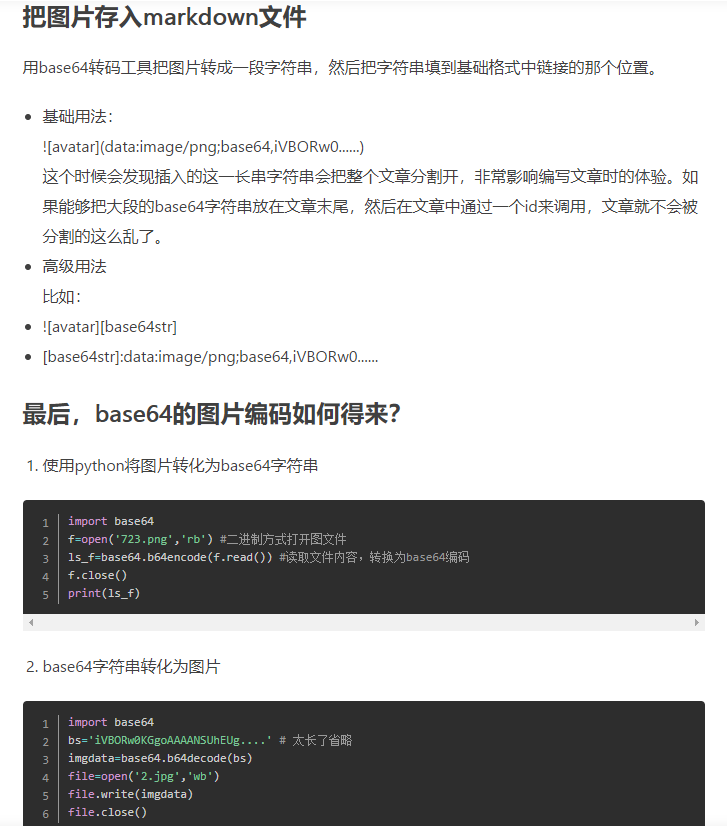 把图片存入markdown文件
用base64转码工具把图片转成一段字符串，然后把字符串填到基础格式中链接的那个位置。
• 基础用法：
![avatar](data:image/png;base64,iVBORw0......)
这个时候会发现插入的这一长串字符串会把整个文章分割开，非常影响编写文章时的体验。如
果能够把大段的base64字符串放在文章末尾，然后在文章中通过一个id来调用，文章就不会被
分割的这么乱了。
• 高级用法
比如：
• ![avatar][base64str]
• [base64str]:data:image/png;base64,iVBORw0......
最后，base64的图片编码如何得来？
1. 使用python将图片转化为base64字符串
1 import base64
2 f=open('723.png','rb') #二进制方式打开图文件
3 ls_f=base64.b64encode(f.read()) #读取文件内容，转换为base64编码
4 f.close()
5 print(ls_f)
2. base64字符串转化为图片
1 import base64
2 bs='iVBORw0KGgoAAAANSUhEUg....' # 太长了省略
3 imgdata=base64.b64decode(bs)
4 file=open('2.jpg','wb')
5 file.write(imgdata)
6 file.close()